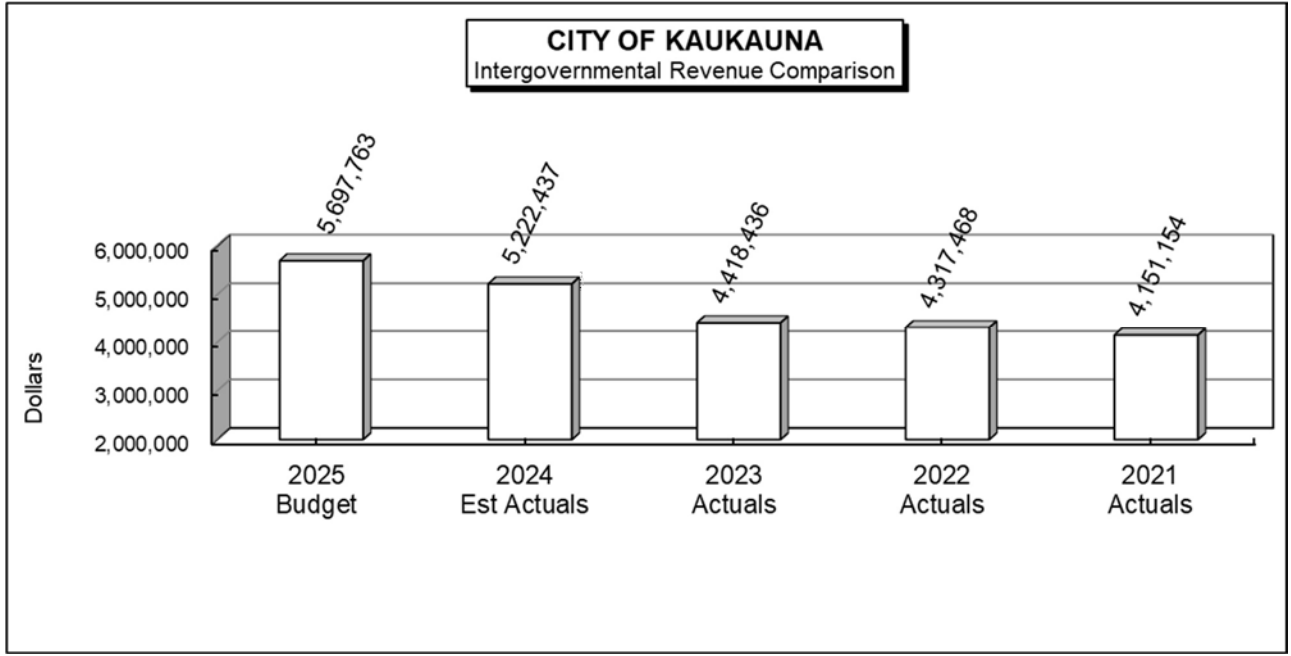 CITY OF KAUKAUNA
Intergovernmental Revenue Comparison
5,697,763
5,222,437
4,418,436
4,317,468
4,151,154
6,000,000
5,000,000
4,000,000
3,000,000
2,000,000
Dollars
2025
Budget
2024
Est Actuals
2023
Actuals
2022
Actuals
2021
Actuals